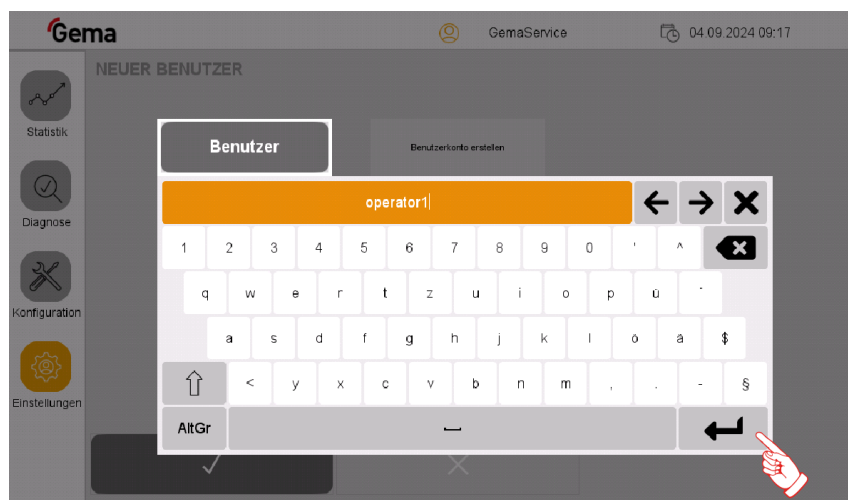 Gema
GemaService
04.09.2024 09:17
NEUER BENUTZER
Statistik
Diagnose
Konfiguration
Einstellungen
Benutzer
Benutzerkonto erstellen
operator1
1 2 3 4 5 6 7 8 9 0 ' ^
q w e r t z u i o p ü ¨
a s d f g h j k l ö ä $
< y x c v b n m , . - §
AltGr